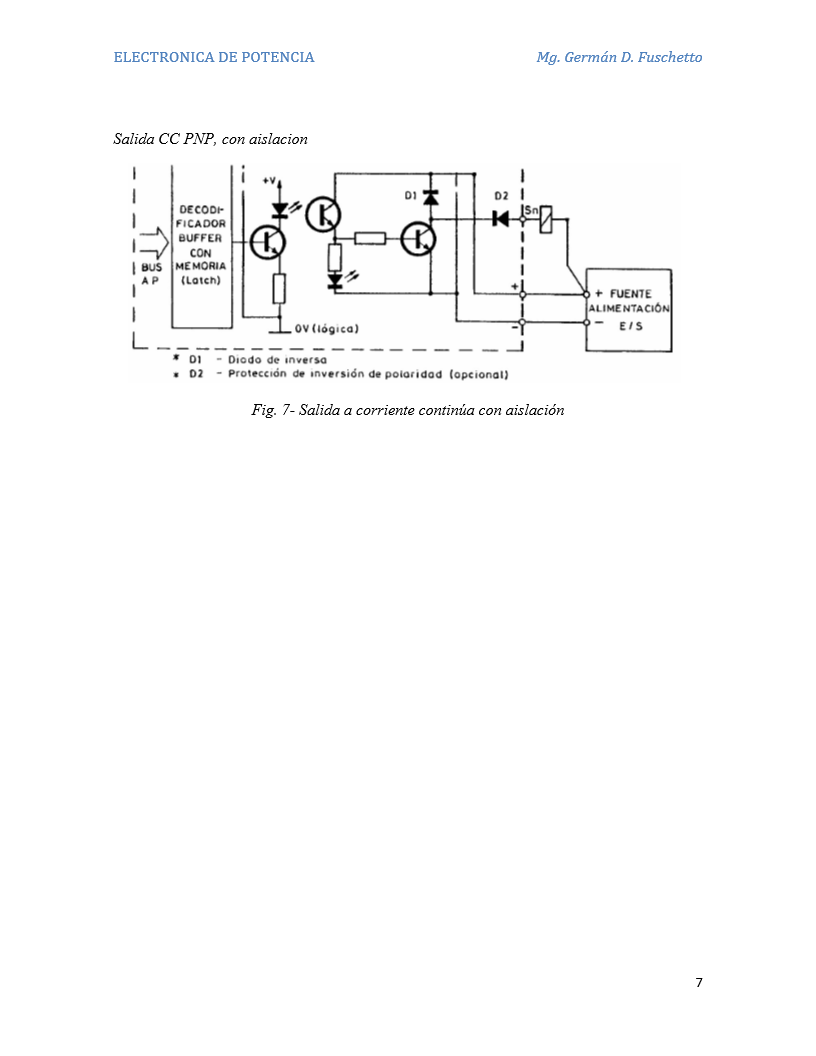 ELECTRONICA DE POTENCIA Mg. Germán D. Fuschetto
Salida CC PNP, con aislacion
+V
D1
D2
Sn
DECODI-
FICADOR
BUFFER
CON
MEMORIA
(Latch)
BUS
A P
+
+ FUENTE
ALIMENTACIÓN
E / S
0V (lógica)
−
−
* D1 - Diodo de inversa
* D2 - Protección de inversión de polaridad (opcional)
Fig. 7- Salida a corriente continúa con aislación
7